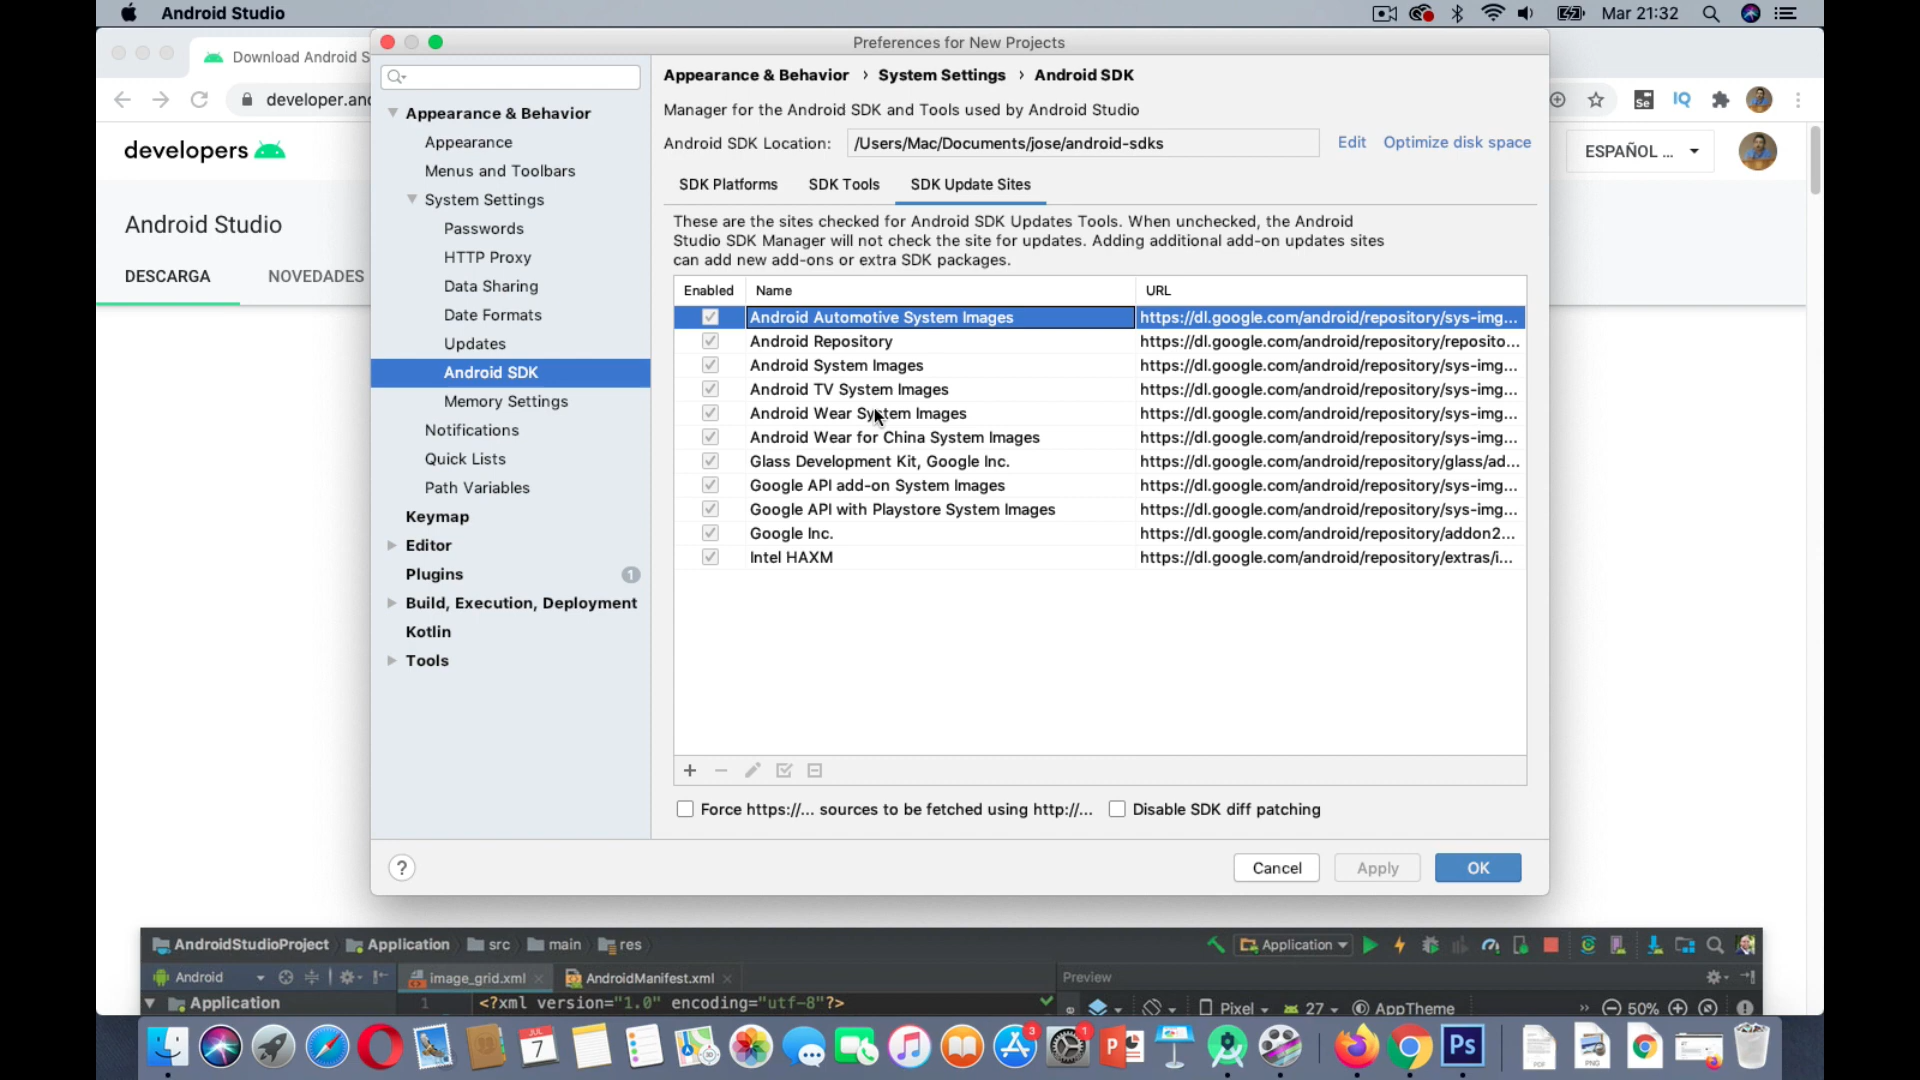 Android Studio
Mar 21:32
Download Android S
Preferences for New Projects
developer.and
Se
IQ
developers
ESPAÑOL ...
Android Studio
DESCARGA
NOVEDADES
Appearance & Behavior
Appearance
Menus and Toolbars
System Settings
Passwords
HTTP Proxy
Data Sharing
Date Formats
Updates
Android SDK
Memory Settings
Notifications
Quick Lists
Path Variables
Keymap
Editor
Plugins 1
Build, Execution, Deployment
Kotlin
Tools
Appearance & Behavior › System Settings › Android SDK
Manager for the Android SDK and Tools used by Android Studio
Android SDK Location: /Users/Mac/Documents/jose/android-sdks Edit Optimize disk space
SDK Platforms SDK Tools SDK Update Sites
These are the sites checked for Android SDK Updates Tools. When unchecked, the Android
Studio SDK Manager will not check the site for updates. Adding additional add-on updates sites
can add new add-ons or extra SDK packages.
Enabled Name URL
Android Automotive System Images https://dl.google.com/android/repository/sys-img...
Android Repository https://dl.google.com/android/repository/reposito...
Android System Images https://dl.google.com/android/repository/sys-img...
Android TV System Images https://dl.google.com/android/repository/sys-img...
Android Wear System Images https://dl.google.com/android/repository/sys-img...
Android Wear for China System Images https://dl.google.com/android/repository/sys-img...
Glass Development Kit, Google Inc. https://dl.google.com/android/repository/glass/ad...
Google API add-on System Images https://dl.google.com/android/repository/sys-img...
Google API with Playstore System Images https://dl.google.com/android/repository/sys-img...
Google Inc. https://dl.google.com/android/repository/addon2...
Intel HAXM https://dl.google.com/android/repository/extras/i...
Force https://... sources to be fetched using http://... Disable SDK diff patching
? Cancel Apply OK
AndroidStudioProject Application src main res Application
Android image_grid.xml AndroidManifest.xml Preview
Application 1 <?xml version="1.0" encoding="utf-8"?> Pixel 27 AppTheme » 50%
JUL
7
3
1
Ps
PDF
PNG